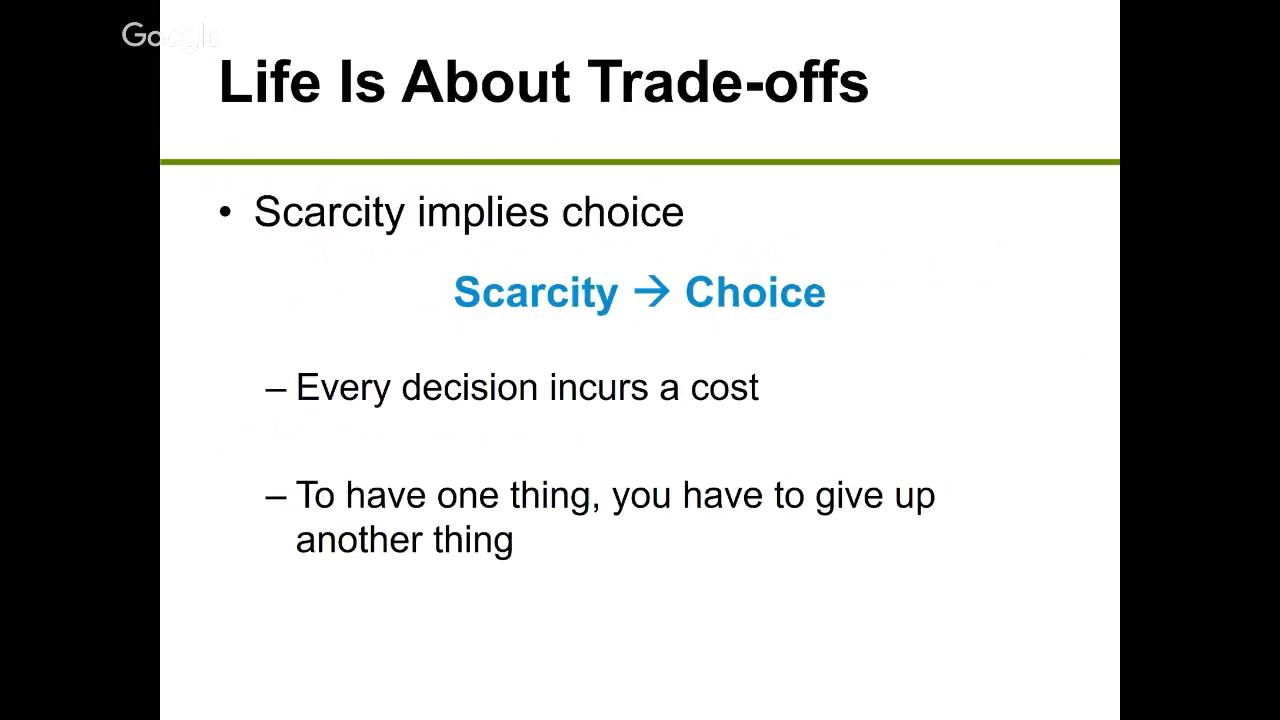 Google
Life Is About Trade-offs
• Scarcity implies choice
Scarcity → Choice
– Every decision incurs a cost
– To have one thing, you have to give up
another thing